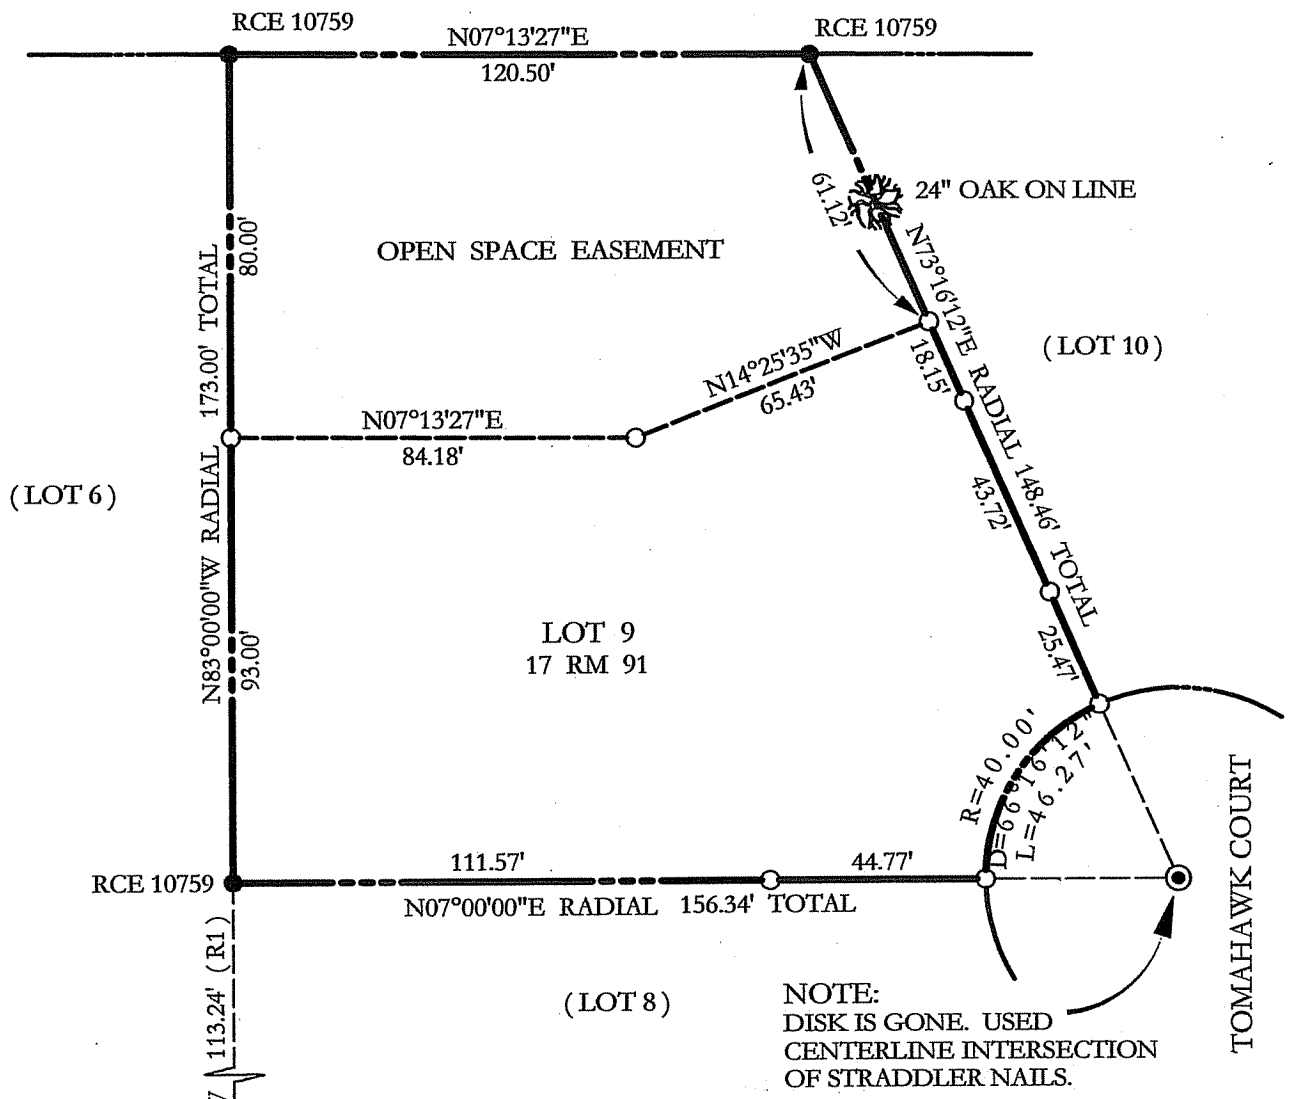 RCE 10759
N07°13'27"E
120.50'
RCE 10759
61.12'
24" OAK ON LINE
OPEN SPACE EASEMENT
N73°16'12"E RADIAL 148.46' TOTAL
18.15'
43.72'
25.47'
( LOT 10 )
N14°25'35"W
65.43'
N07°13'27"E
84.18'
80.00'
93.00'
N83°00'00"W RADIAL 173.00' TOTAL
( LOT 6 )
LOT 9
17 RM 91
R=40.00'
D=66°16'12"
L=46.27'
TOMAHAWK COURT
RCE 10759
111.57'
44.77'
N07°00'00"E RADIAL 156.34' TOTAL
113.24' ( R1 )
( LOT 8 )
NOTE:
DISK IS GONE. USED
CENTERLINE INTERSECTION
OF STRADDLER NAILS.